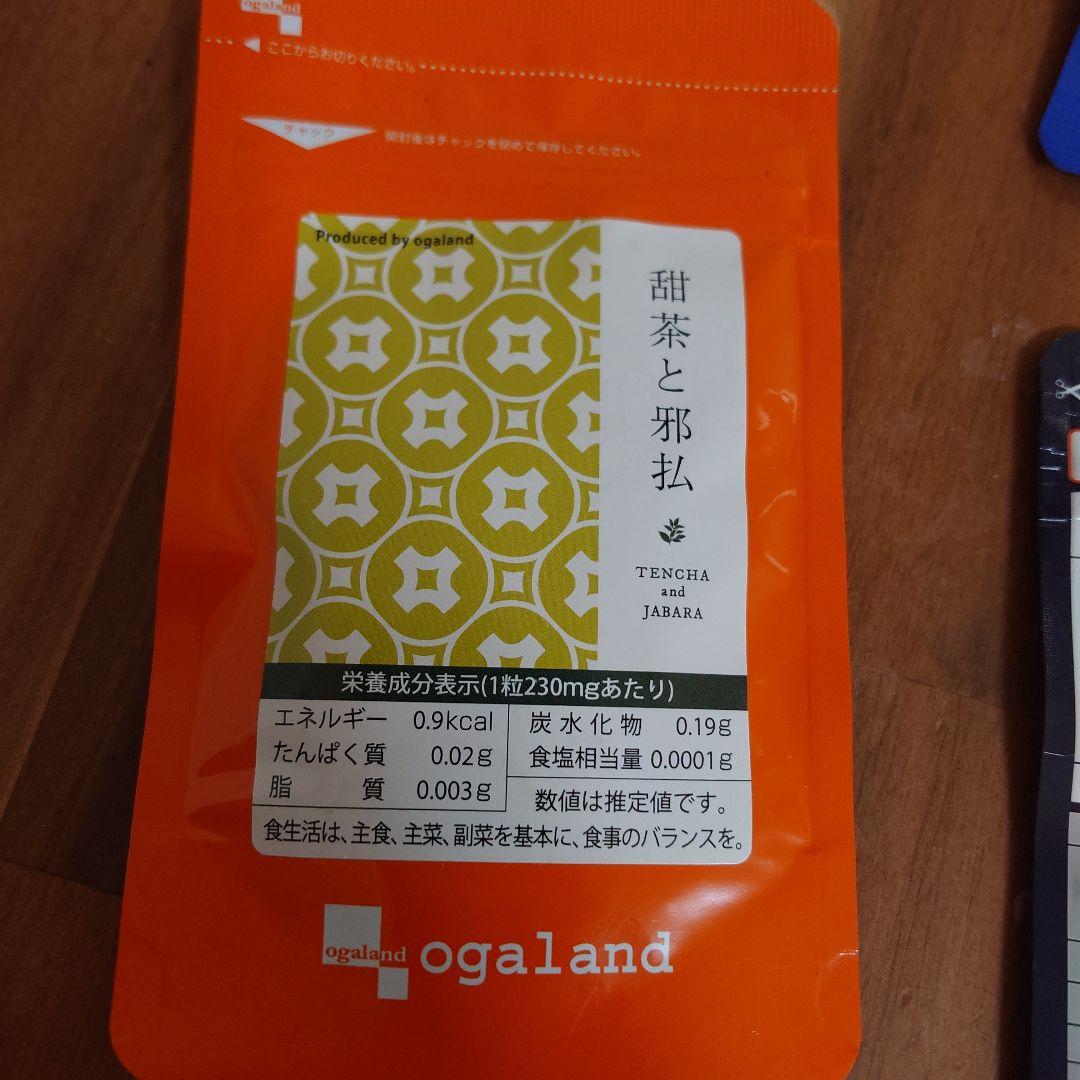 ogaland
ここからお切りください。
チャック
開封後はチャックを閉めて保存してください。
Produced by ogaland
甜茶と邪払
TENCHA
and
JABARA
栄養成分表示(1粒230mgあたり)
エネルギー 0.9kcal
たんぱく質 0.02g
脂質 0.003g
炭水化物 0.19g
食塩相当量 0.0001g
数値は推定値です。
食生活は、主食、主菜、副菜を基本に、食事のバランスを。
ogaland
ogaland